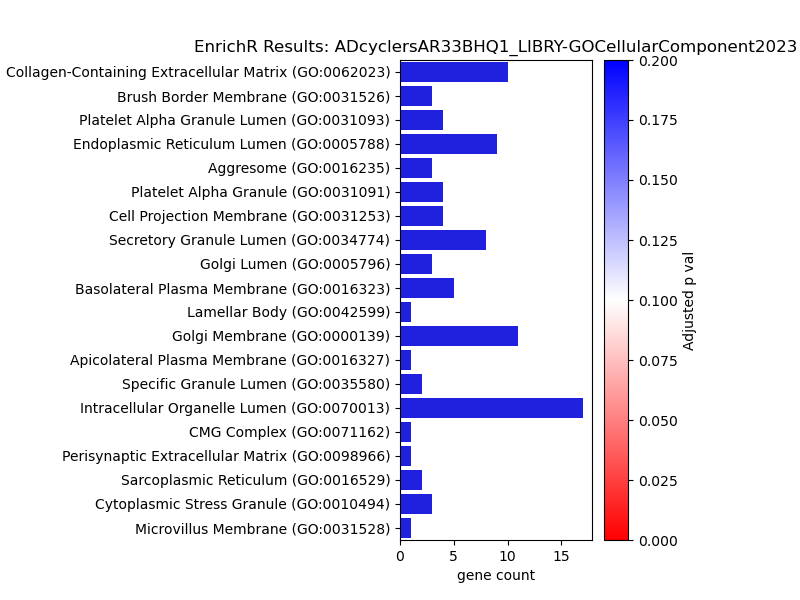 EnrichR Results: ADcyclersAR33BHQ1_LIBRY-GOCellularComponent2023
Collagen-Containing Extracellular Matrix (GO:0062023)
Brush Border Membrane (GO:0031526)
Platelet Alpha Granule Lumen (GO:0031093)
Endoplasmic Reticulum Lumen (GO:0005788)
Aggresome (GO:0016235)
Platelet Alpha Granule (GO:0031091)
Cell Projection Membrane (GO:0031253)
Secretory Granule Lumen (GO:0034774)
Golgi Lumen (GO:0005796)
Basolateral Plasma Membrane (GO:0016323)
Lamellar Body (GO:0042599)
Golgi Membrane (GO:0000139)
Apicolateral Plasma Membrane (GO:0016327)
Specific Granule Lumen (GO:0035580)
Intracellular Organelle Lumen (GO:0070013)
CMG Complex (GO:0071162)
Perisynaptic Extracellular Matrix (GO:0098966)
Sarcoplasmic Reticulum (GO:0016529)
Cytoplasmic Stress Granule (GO:0010494)
Microvillus Membrane (GO:0031528)
0 5 10 15
gene count
0.200
0.175
0.150
0.125
0.100
0.075
0.050
0.025
0.000
Adjusted p val